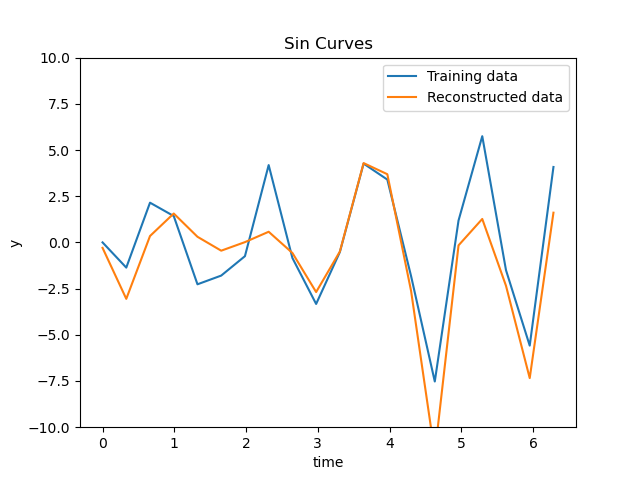 Sin Curves
Training data
Reconstructed data
10.0
7.5
5.0
2.5
0.0
−2.5
−5.0
−7.5
−10.0
y
0 1 2 3 4 5 6
time